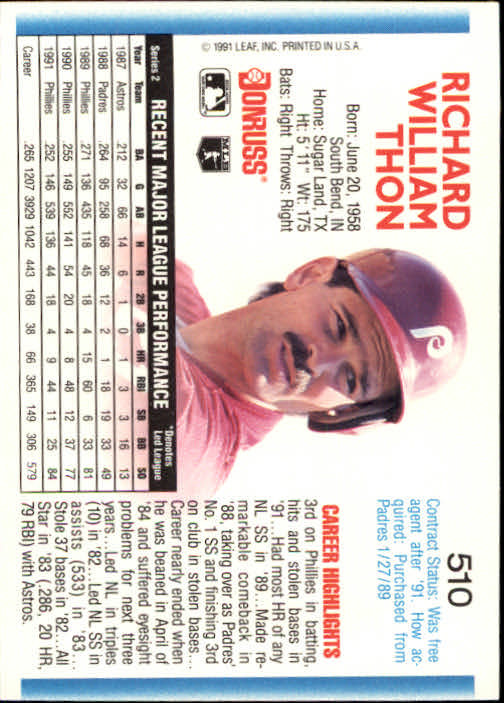 RICHARD
WILLIAM
THON
Born: June 20, 1958
South Bend, IN
Home: Sugar Land, TX
Ht: 5' 11" Wt: 175
Bats: Right Throws: Right
DONRUSS
MLBPA
© 1991 LEAF, INC. PRINTED IN U.S.A.
510
Contract Status: Was free
agent after '91. How ac-
quired: Purchased from
Padres 1/27/89
P
CAREER HIGHLIGHTS
3rd on Phillies in batting,
hits and stolen bases in
'91...Had most HR of any
NL SS in '89...Made re-
markable comeback in
'88, taking over as Padres'
No. 1 SS and finishing 3rd
on club in stolen bases...
Career nearly ended when
he was beaned in April of
'84 and suffered eyesight
problems for next three
years...Led NL in triples
(10) in '82...Led NL SS in
assists (533) in '83...
Stole 37 bases in '82...All
Star in '83 (.286, 20 HR,
79 RBI) with Astros.
Series 2 RECENT MAJOR LEAGUE PERFORMANCE *Denotes
Led League
Year Team BA G AB H R 2B 3B HR RBI SB BB SO
1987 Astros .212 32 66 14 6 1 0 1 3 3 16 13
1988 Padres .264 95 258 68 36 12 2 1 18 19 33 49
1989 Phillies .271 136 435 118 45 18 4 15 60 6 33 81
1990 Phillies .255 149 552 141 54 20 4 8 48 12 37 77
1991 Phillies .252 146 539 136 44 18 4 9 44 11 25 84
Career .265 1207 3929 1042 443 168 38 66 365 149 306 579